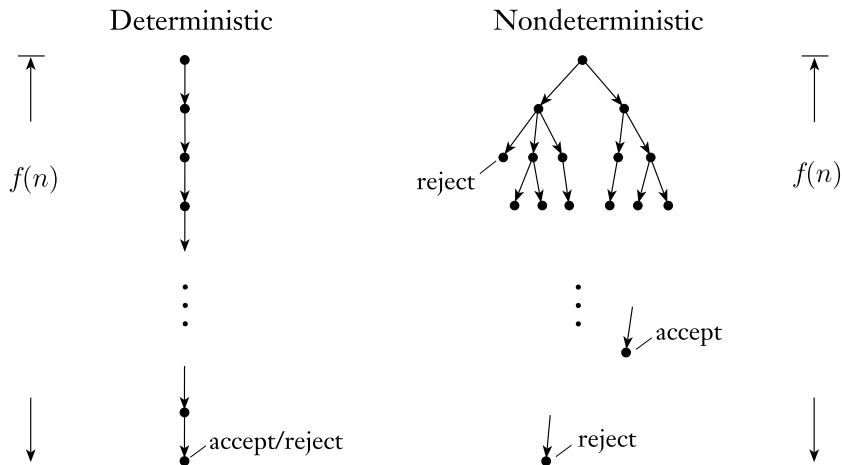 Deterministic
Nondeterministic
f(n)
reject
f(n)
accept
accept/reject
reject